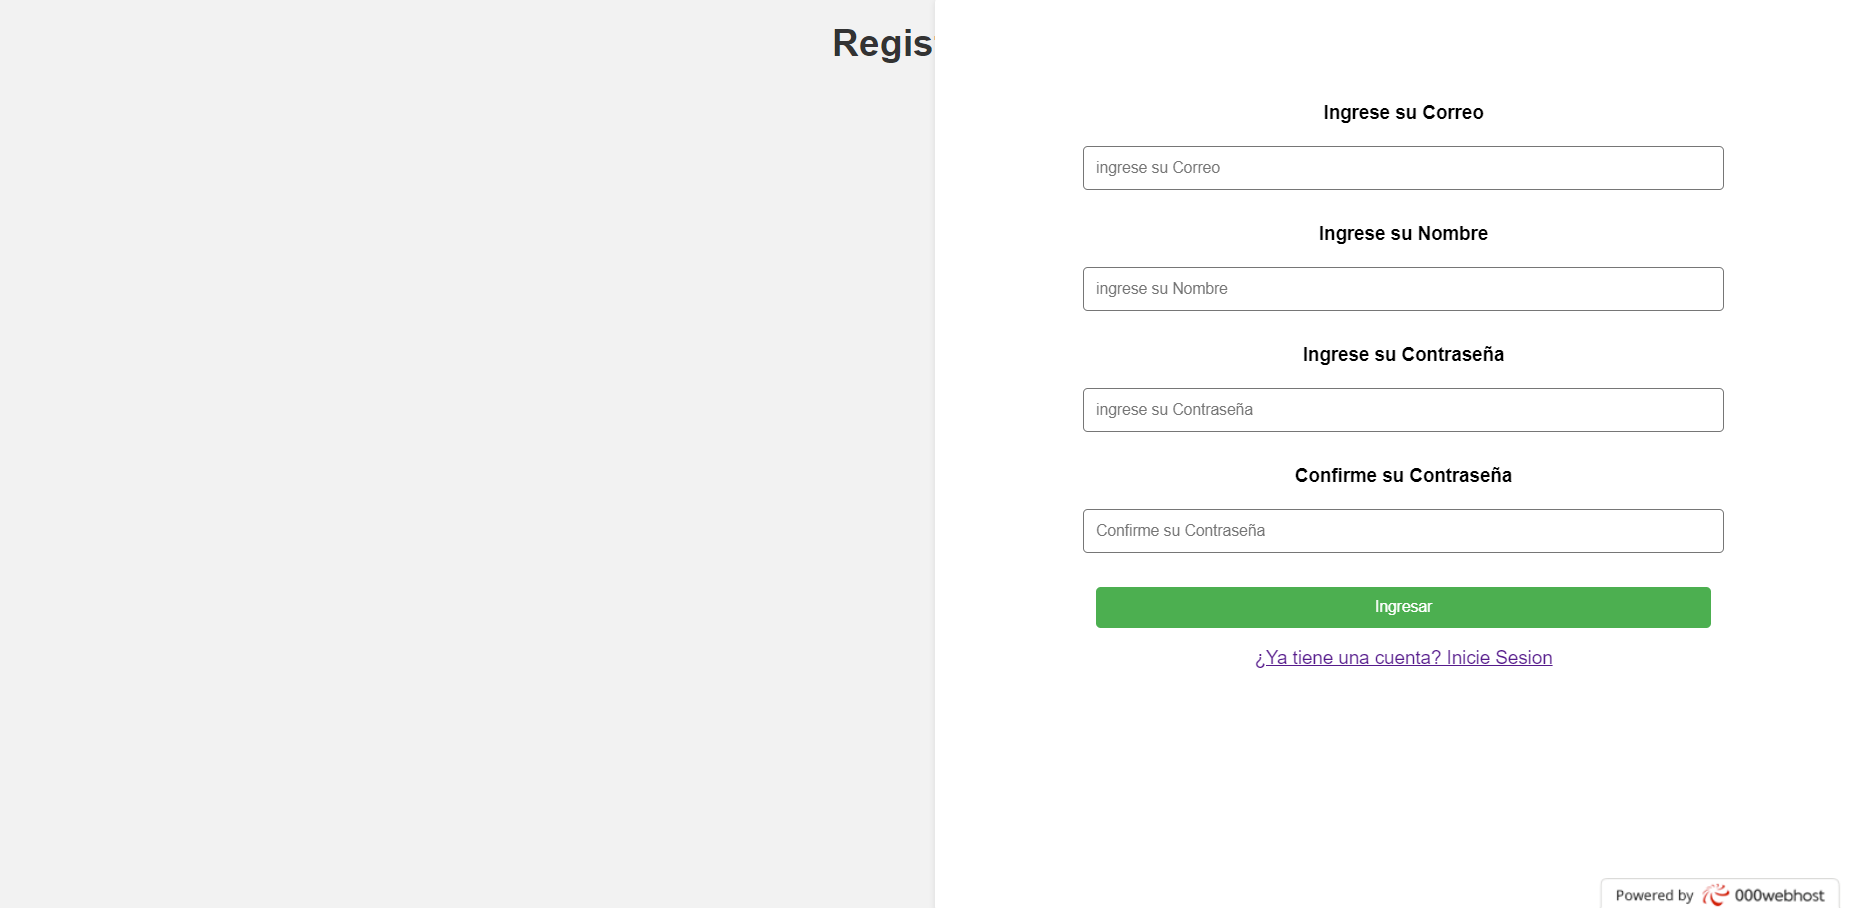 Regis
Ingrese su Correo
ingrese su Correo
Ingrese su Nombre
ingrese su Nombre
Ingrese su Contraseña
ingrese su Contraseña
Confirme su Contraseña
Confirme su Contraseña
Ingresar
¿Ya tiene una cuenta? Inicie Sesion
Powered by 000webhost